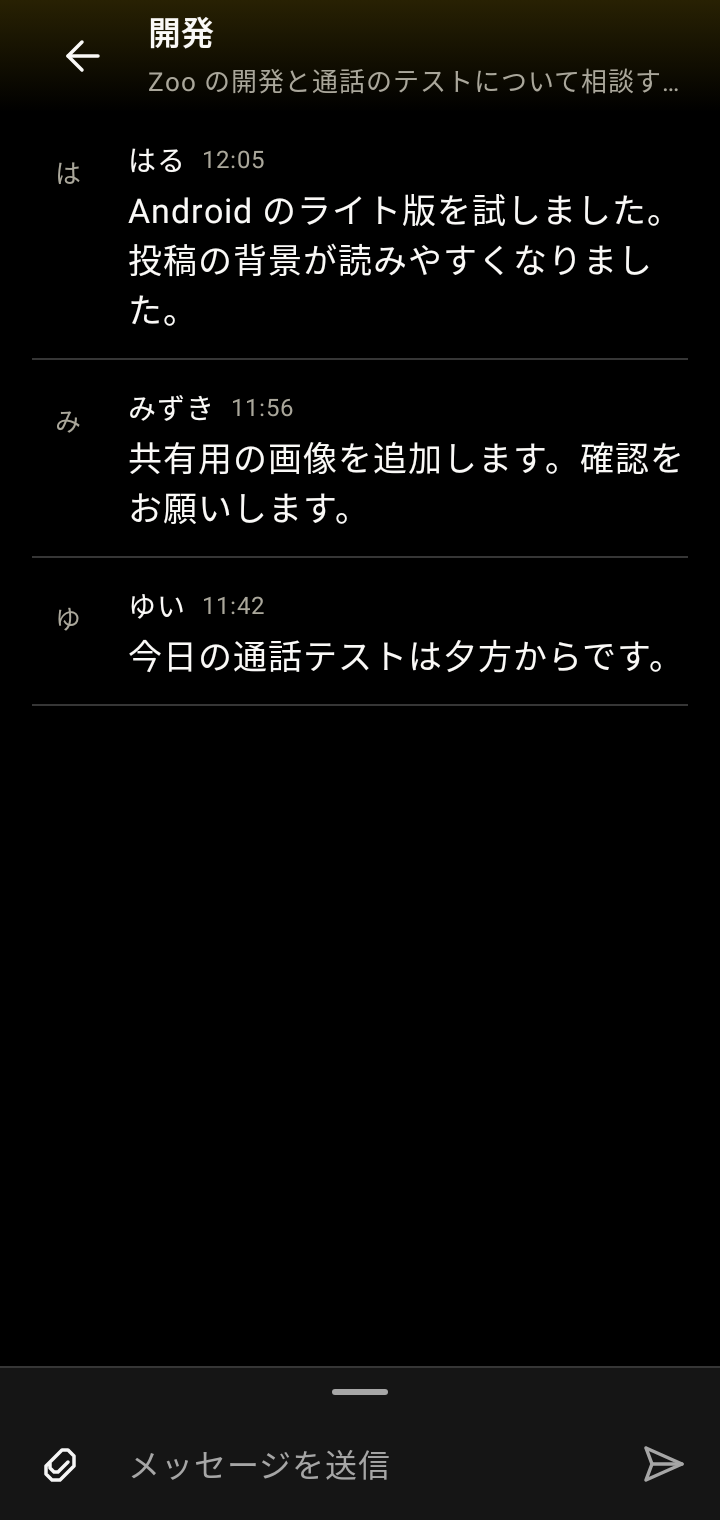 開発
Zoo の開発と通話のテストについて相談す…
は
はる 12:05
Android のライト版を試しました。
投稿の背景が読みやすくなりまし
た。
み
みずき 11:56
共有用の画像を追加します。確認を
お願いします。
ゆ
ゆい 11:42
今日の通話テストは夕方からです。
メッセージを送信